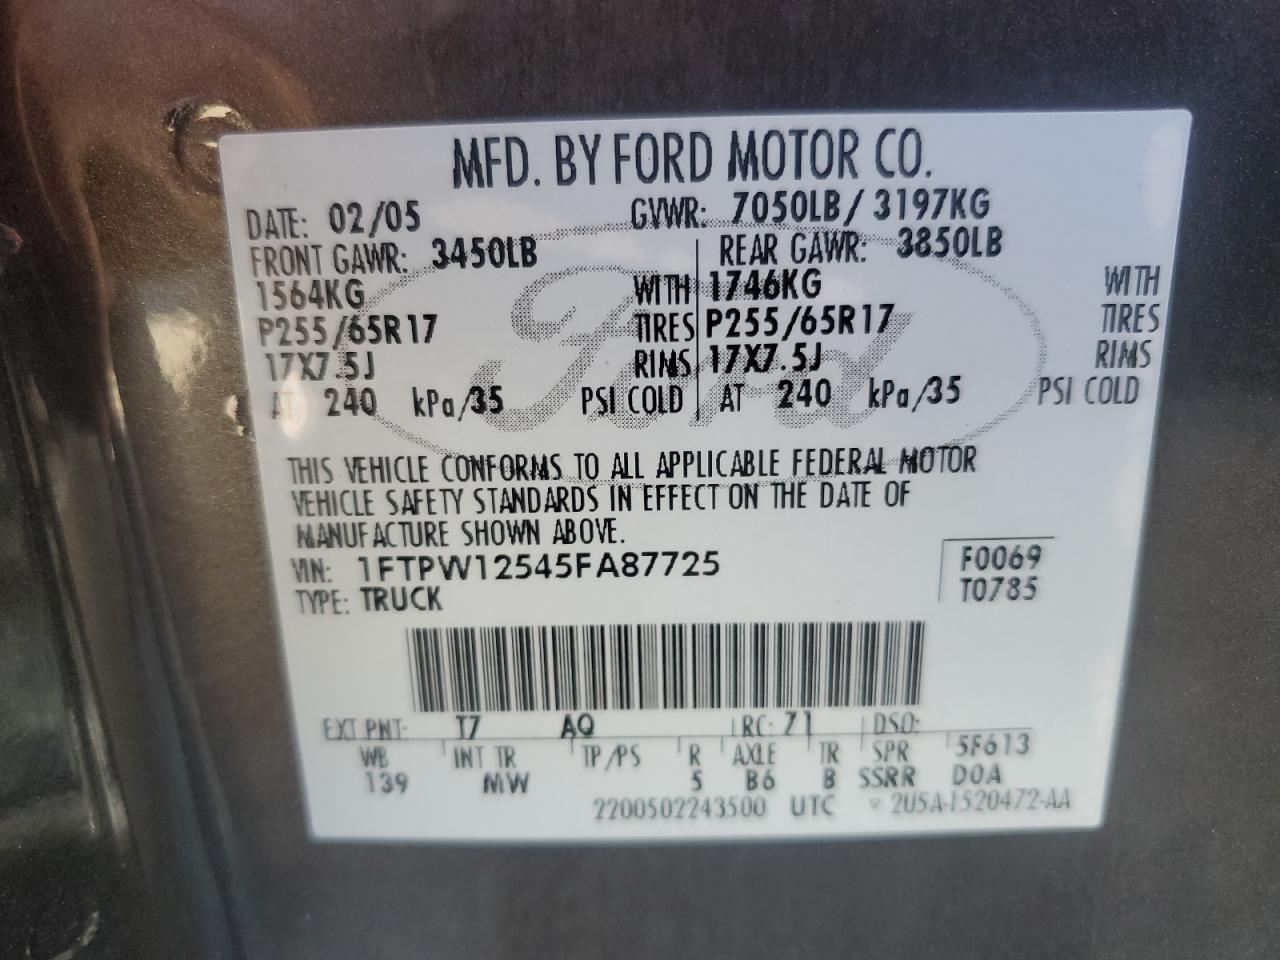 MFD. BY FORD MOTOR CO.
DATE: 02/05 GVWR: 7050LB / 3197KG
FRONT GAWR: 3450LB REAR GAWR: 3850LB
1564KG WITH 1746KG WITH
P255/65R17 TIRES P255/65R17 TIRES
17X7.5J RIMS 17X7.5J RIMS
AT 240 kPa/35 PSI COLD AT 240 kPa/35 PSI COLD
Ford
THIS VEHICLE CONFORMS TO ALL APPLICABLE FEDERAL MOTOR
VEHICLE SAFETY STANDARDS IN EFFECT ON THE DATE OF
MANUFACTURE SHOWN ABOVE.
VIN: 1FTPW12545FA87725 F0069
TYPE: TRUCK T0785
EXT PNT: T7 AQ RC: 71 DSO:
WB INT TR TP/PS R AXLE TR SPR 5F613
139 MW 5 B6 B SSRR DOA
2200502243500 UTC 2U5A-1520472-AA